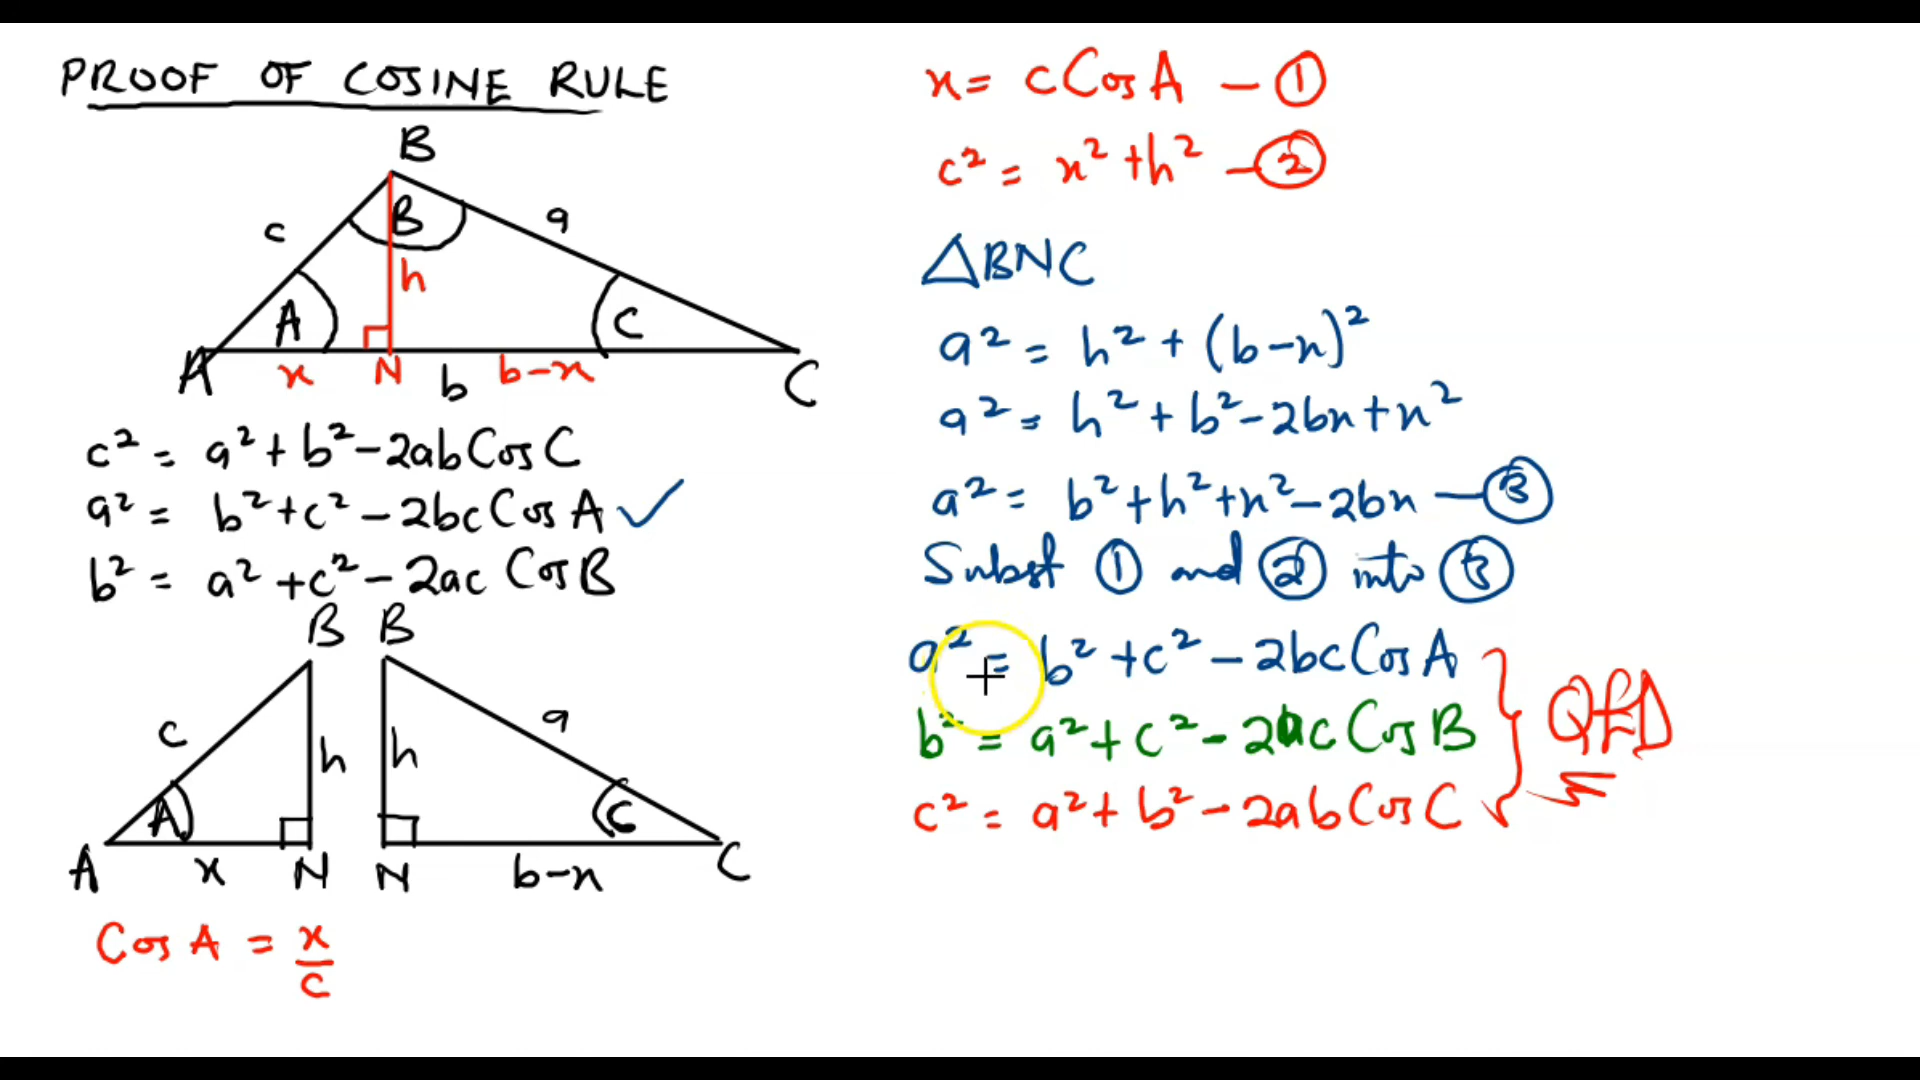 PROOF OF COSINE RULE
B
c B a
h
A C
A x N b b-x C
c² = a² + b² - 2ab Cos C
a² = b² + c² - 2bc Cos A ✓
b² = a² + c² - 2ac Cos B
B B
c h h a
A C
A x N N b-x C
Cos A = x/c
x = c Cos A - ①
c² = x² + h² - ②
△BNC
a² = h² + (b-x)²
a² = h² + b² - 2bx + x²
a² = b² + h² + x² - 2bx - ③
Subst ① and ② into ③
a² = b² + c² - 2bc Cos A
b² = a² + c² - 2ac Cos B
c² = a² + b² - 2ab Cos C
QED